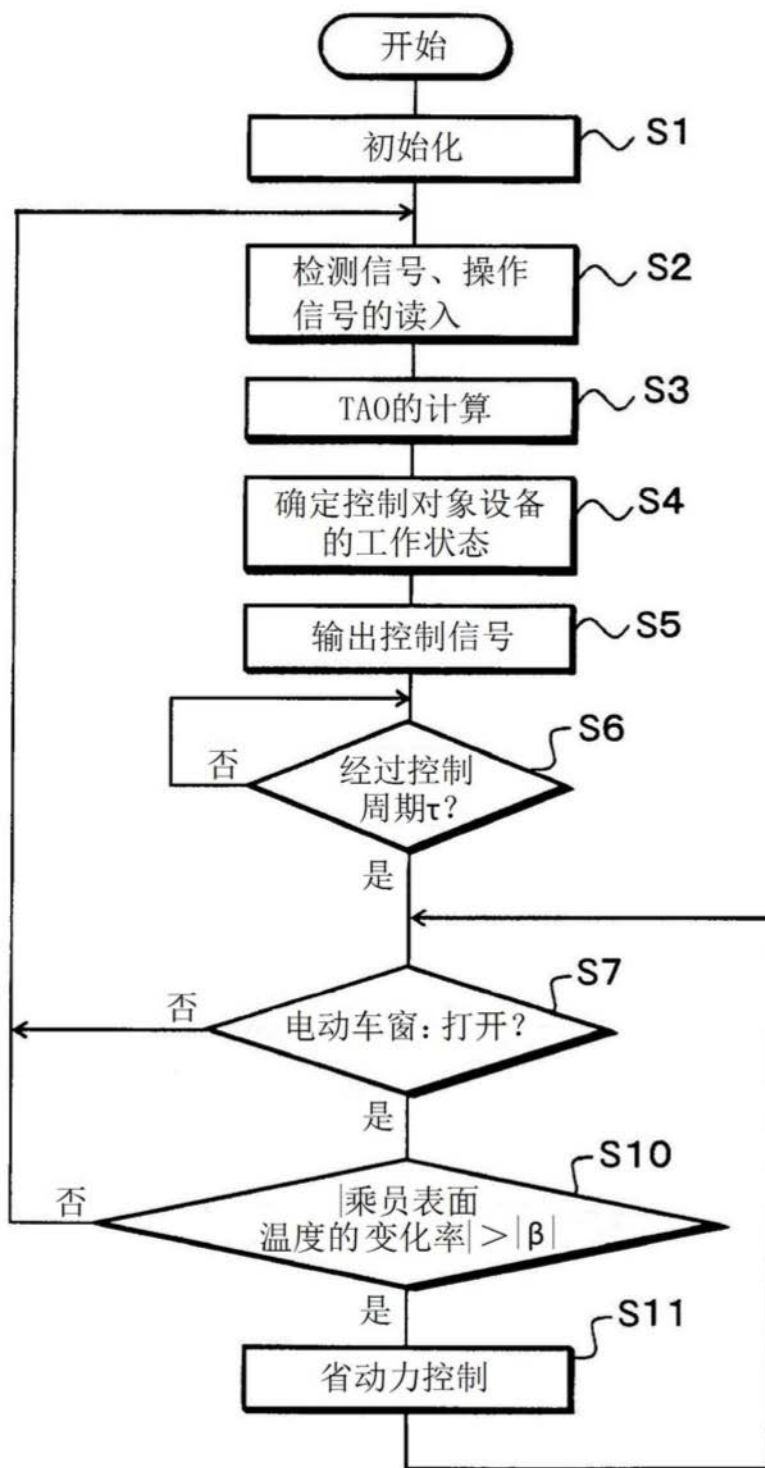 开始
初始化
S1
检测信号、操作
信号的读入
S2
TAO的计算
S3
确定控制对象设备
的工作状态
S4
输出控制信号
S5
S6
否
经过控制
周期τ？
是
S7
否
电动车窗：打开？
是
S10
否
|乘员表面
温度的变化率|＞|β|
是
S11
省动力控制